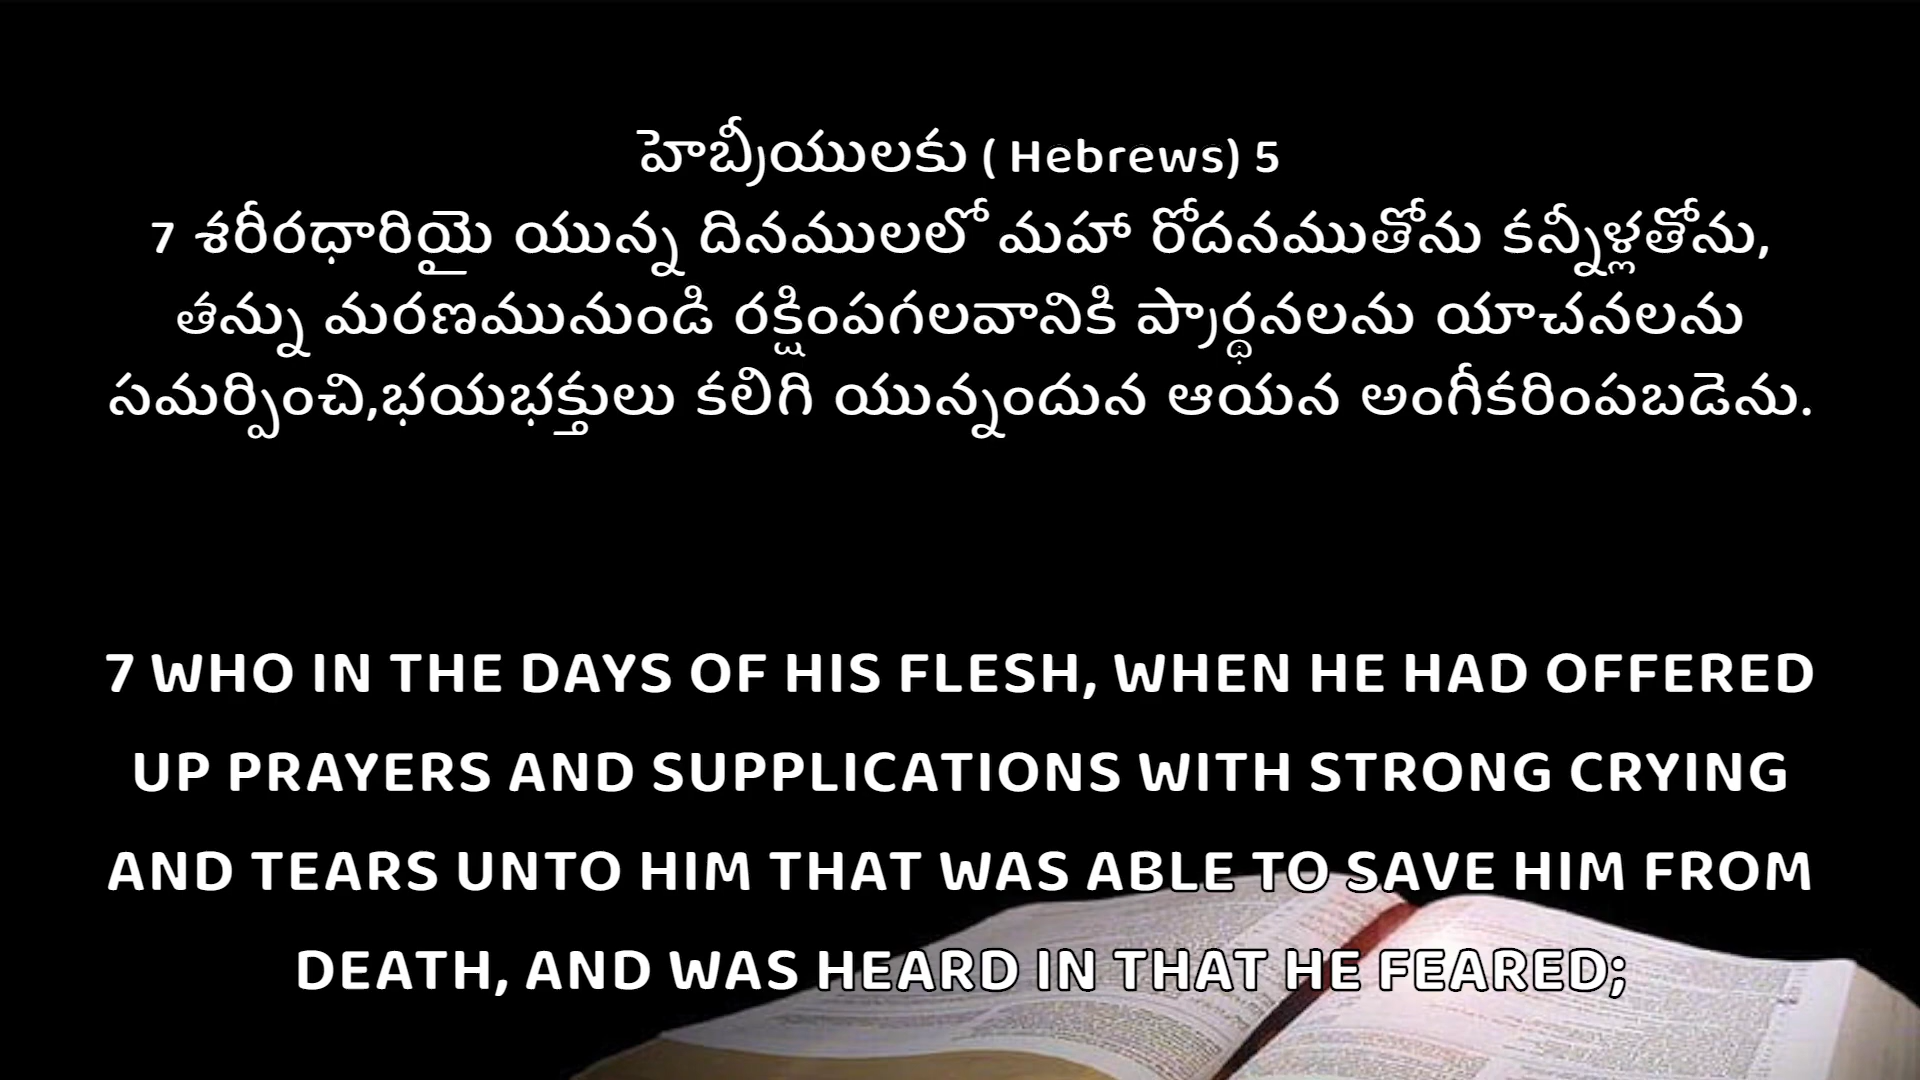 హెబ్రీయులకు ( Hebrews) 5
7 శరీరధారియై యున్న దినములలో మహా రోదనముతోను కన్నీళ్లతోను,
తన్ను మరణమునుండి రక్షింపగలవానికి ప్రార్థనలను యాచనలను
సమర్పించి,భయభక్తులు కలిగి యున్నందున ఆయన అంగీకరింపబడెను.
7 WHO IN THE DAYS OF HIS FLESH, WHEN HE HAD OFFERED
UP PRAYERS AND SUPPLICATIONS WITH STRONG CRYING
AND TEARS UNTO HIM THAT WAS ABLE TO SAVE HIM FROM
DEATH, AND WAS HEARD IN THAT HE FEARED;